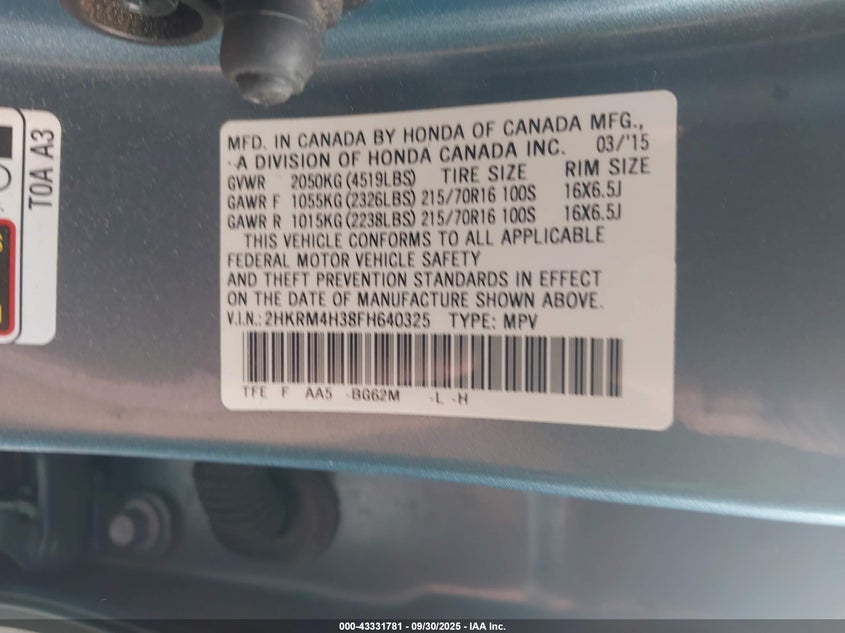 T0A A3
MFD. IN CANADA BY HONDA OF CANADA MFG.,
A DIVISION OF HONDA CANADA INC. 03/'15
GVWR 2050KG (4519LBS) TIRE SIZE RIM SIZE
GAWR F 1055KG (2326LBS) 215/70R16 100S 16X6.5J
GAWR R 1015KG (2238LBS) 215/70R16 100S 16X6.5J
THIS VEHICLE CONFORMS TO ALL APPLICABLE
FEDERAL MOTOR VEHICLE SAFETY
AND THEFT PREVENTION STANDARDS IN EFFECT
ON THE DATE OF MANUFACTURE SHOWN ABOVE.
V.I.N.: 2HKRM4H38FH640325 TYPE: MPV
TFE F AA5 -BG62M -L -H
000-43331781 - 09/30/2025 - IAA Inc.